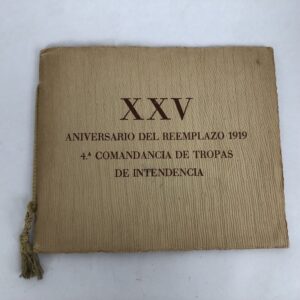 XXV
ANIVERSARIO DEL REEMPLAZO 1919
4.ª COMANDANCIA DE TROPAS
DE INTENDENCIA